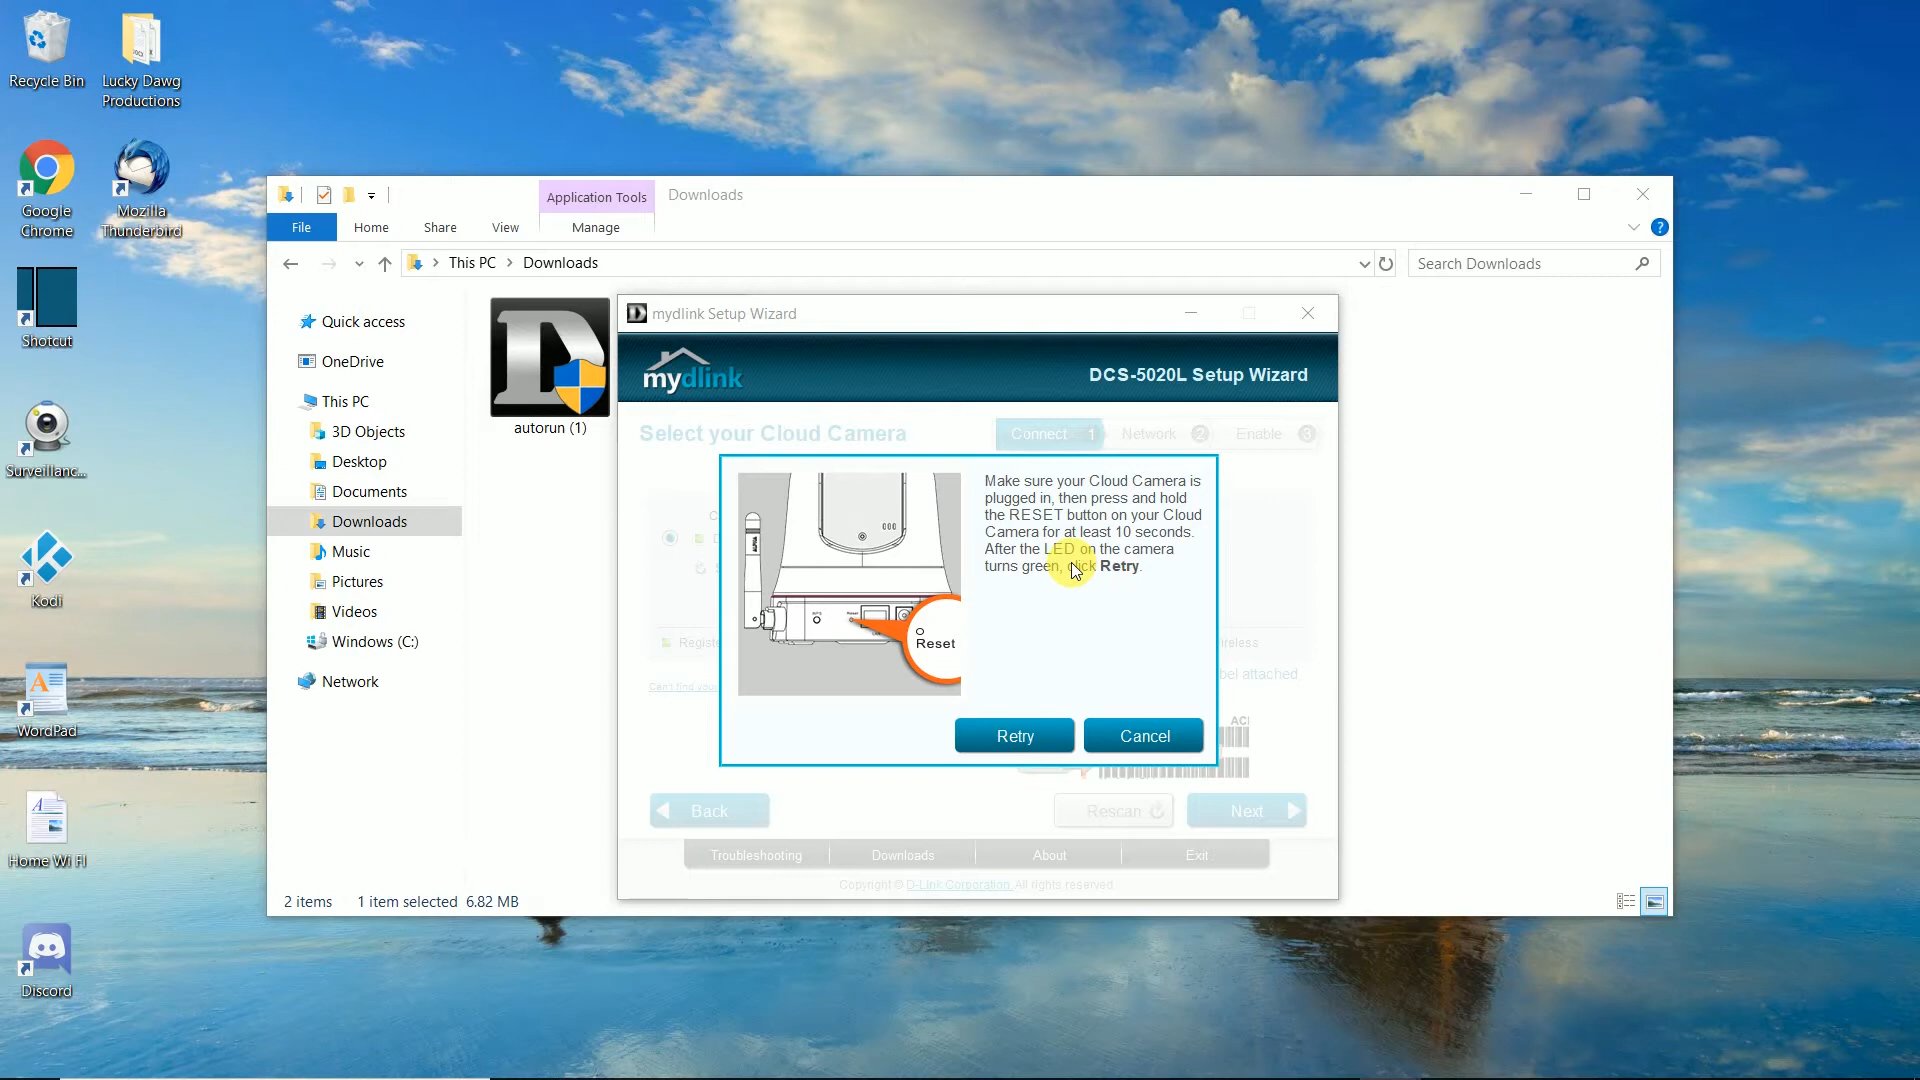 Recycle Bin
Lucky Dawg
Productions
Google
Chrome
Mozilla
Thunderbird
Shotcut
Surveillanc...
Kodi
WordPad
Home Wi FI
Discord
Application Tools
Downloads
File
Home
Share
View
Manage
?
This PC
Downloads
Search Downloads
Quick access
OneDrive
This PC
3D Objects
Desktop
Documents
Downloads
Music
Pictures
Videos
Windows (C:)
Network
autorun (1)
2 items
1 item selected 6.82 MB
mydlink Setup Wizard
mydlink
DCS-5020L Setup Wizard
Select your Cloud Camera
Connect 1
Network 2
Enable 3
Make sure your Cloud Camera is
plugged in, then press and hold
the RESET button on your Cloud
Camera for at least 10 seconds.
After the LED on the camera
turns green, click Retry.
Reset
Reset
Retry
Cancel
Can't find your
bel attached.
Back
Rescan
Next
Troubleshooting
Downloads
About
Exit
Copyright © D-Link Corporation. All rights reserved.